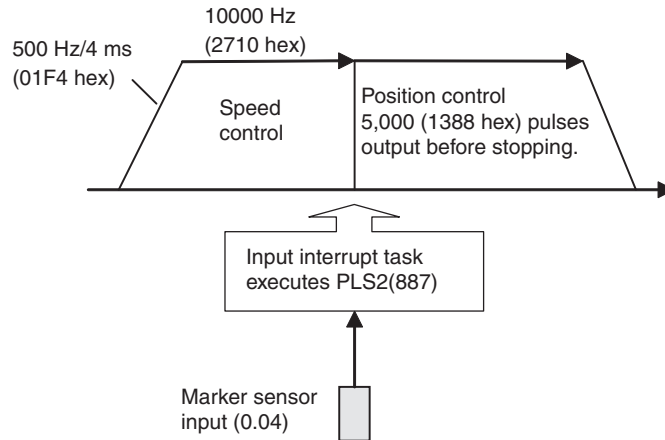 10000 Hz
(2710 hex)
500 Hz/4 ms
(01F4 hex)
Speed
control
Position control
5,000 (1388 hex) pulses
output before stopping.
Input interrupt task
executes PLS2(887)
Marker sensor
input (0.04)